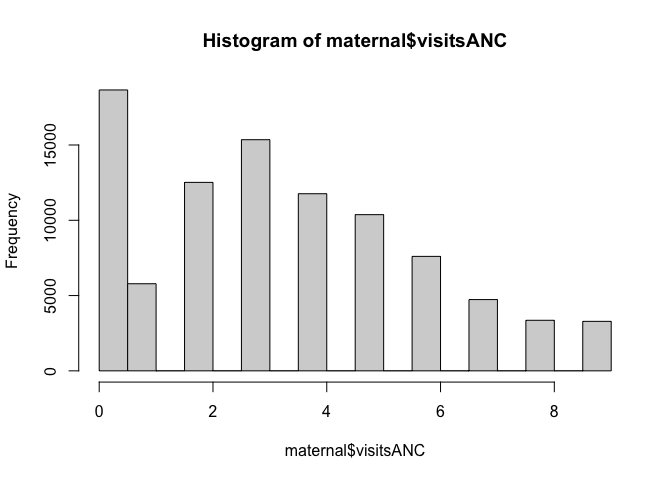 Histogram of maternal$visitsANC
Frequency
15000
10000
5000
0
0 2 4 6 8
maternal$visitsANC